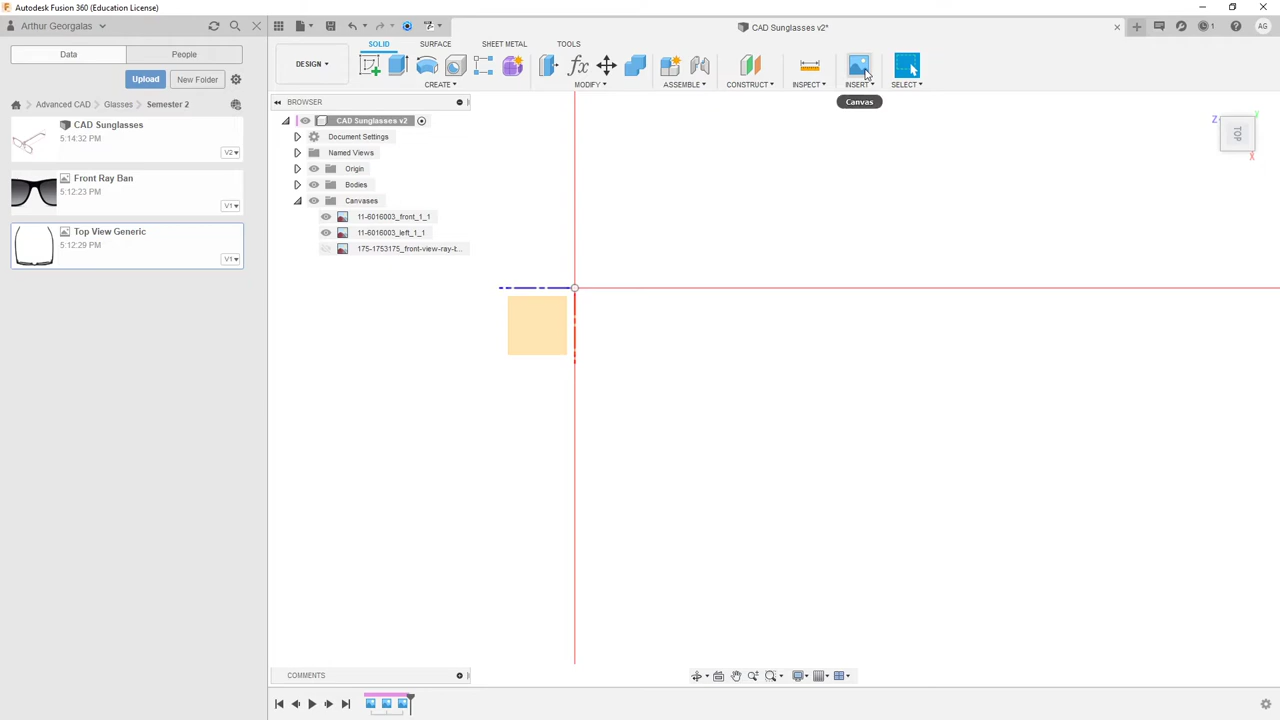 Autodesk Fusion 360 (Education License)
Arthur Georgalas
CAD Sunglasses v2*
1
AG
Data
People
Upload
New Folder
Advanced CAD
Glasses
Semester 2
CAD Sunglasses
5:14:32 PM
V2
Front Ray Ban
5:12:23 PM
V1
Top View Generic
5:12:29 PM
V1
DESIGN
SOLID
SURFACE
SHEET METAL
TOOLS
CREATE
MODIFY
ASSEMBLE
CONSTRUCT
INSPECT
INSERT
SELECT
Canvas
BROWSER
CAD Sunglasses v2
Document Settings
Named Views
Origin
Bodies
Canvases
11-6016003_front_1_1
11-6016003_left_1_1
175-1753175_front-view-ray-b...
Z
Y
TOP
X
COMMENTS